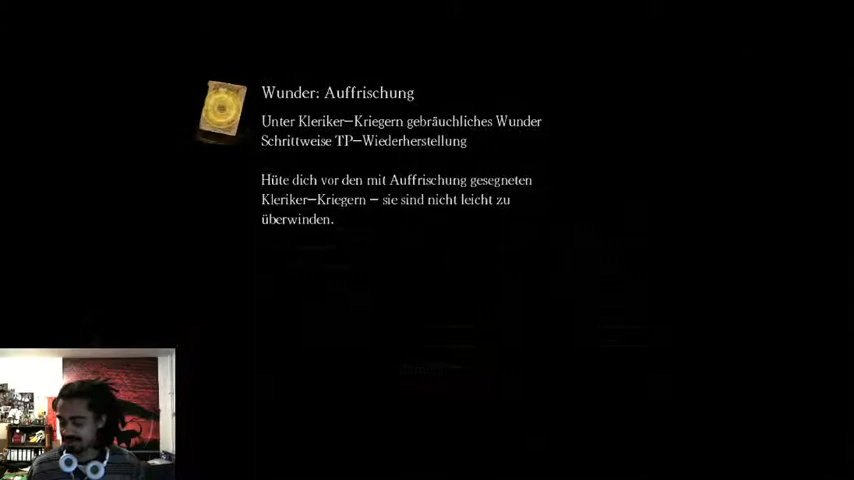 Wunder: Auffrischung
Unter Kleriker-Kriegern gebräuchliches Wunder
Schrittweise TP-Wiederherstellung
Hüte dich vor den mit Auffrischung gesegneten
Kleriker-Kriegern – sie sind nicht leicht zu
überwinden.